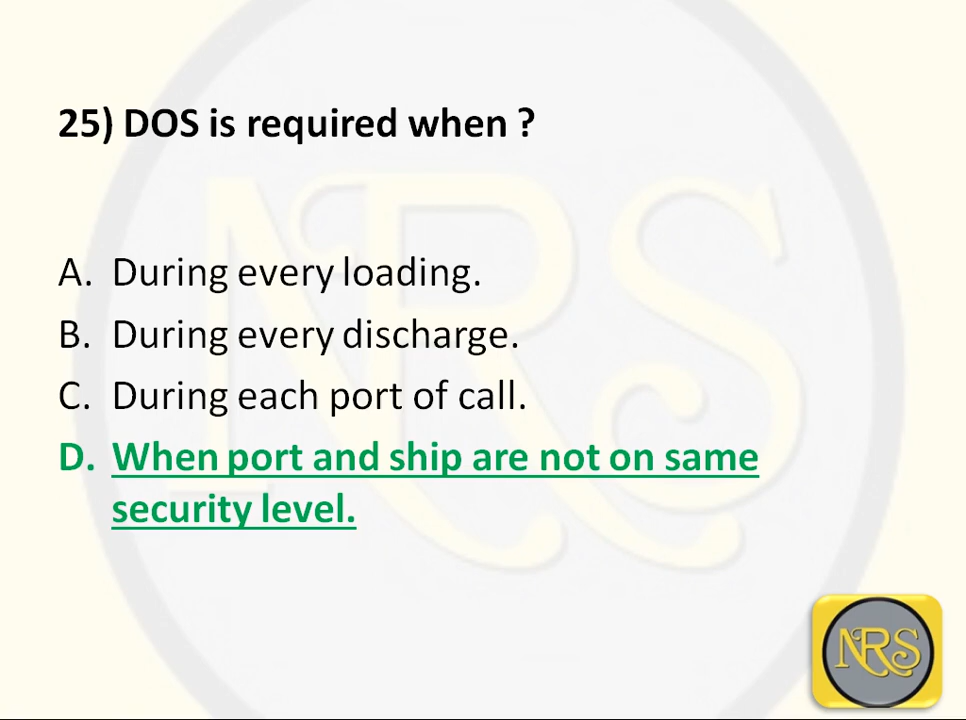 25) DOS is required when ?
A. During every loading.
B. During every discharge.
C. During each port of call.
D. When port and ship are not on same
security level.
NRS
NRS